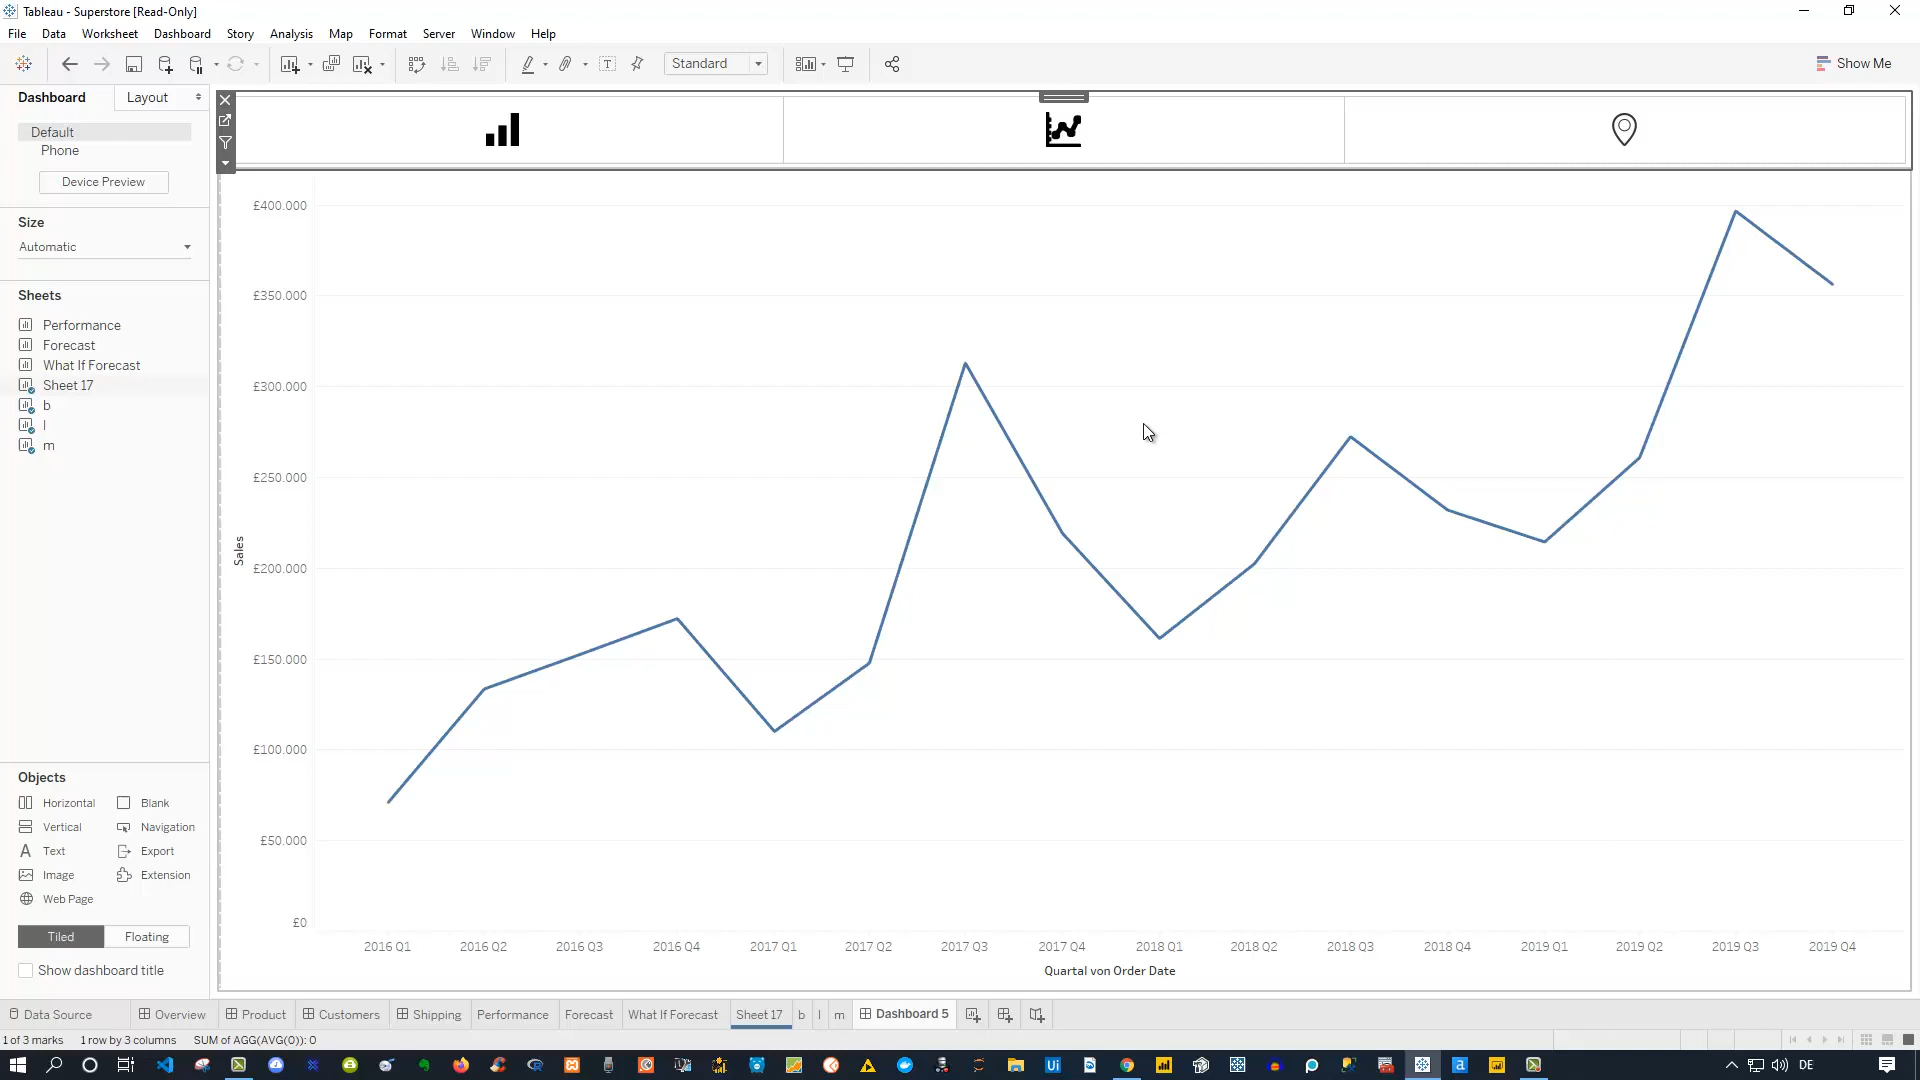 Tableau - Superstore [Read-Only]
File Data Worksheet Dashboard Story Analysis Map Format Server Window Help
Standard Show Me
Dashboard Layout
Default
Phone
Device Preview
Size
Automatic
Sheets
Performance
Forecast
What If Forecast
Sheet 17
b
l
m
Objects
Horizontal Blank
Vertical Navigation
Text Export
Image Extension
Web Page
Tiled Floating
Show dashboard title
£400.000
£350.000
£300.000
£250.000
£200.000
£150.000
£100.000
£50.000
£0
Sales
2016 Q1 2016 Q2 2016 Q3 2016 Q4 2017 Q1 2017 Q2 2017 Q3 2017 Q4 2018 Q1 2018 Q2 2018 Q3 2018 Q4 2019 Q1 2019 Q2 2019 Q3 2019 Q4
Quartal von Order Date
Data Source Overview Product Customers Shipping Performance Forecast What If Forecast Sheet 17 b l m Dashboard 5
1 of 3 marks 1 row by 3 columns SUM of AGG(AVG(0)): 0
DE